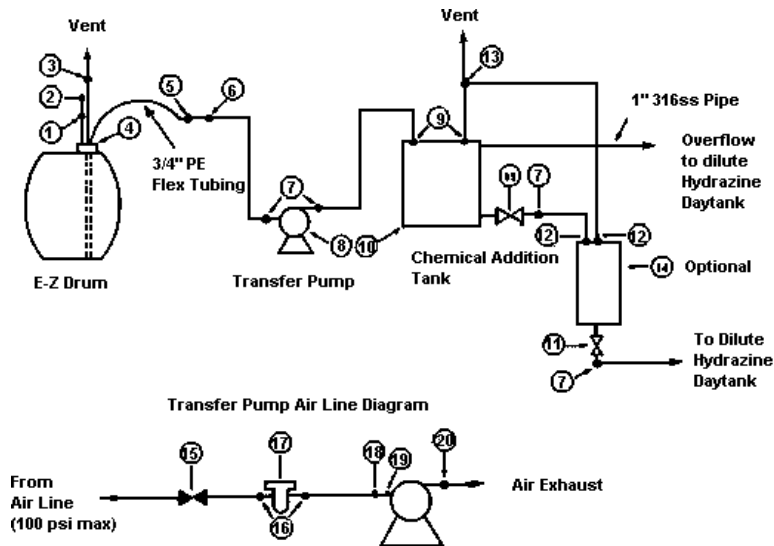 Vent
Vent
3
13
2
5
6
1
4
9
1" 316ss Pipe
3/4" PE
Flex Tubing
Overflow
to dilute
Hydrazine
Daytank
7
7
8
10
12
12
E-Z Drum
Transfer Pump
Chemical Addition
Tank
14
Optional
11
7
To Dilute
Hydrazine
Daytank
Transfer Pump Air Line Diagram
15
17
18
19
20
From
Air Line
(100 psi max)
16
Air Exhaust